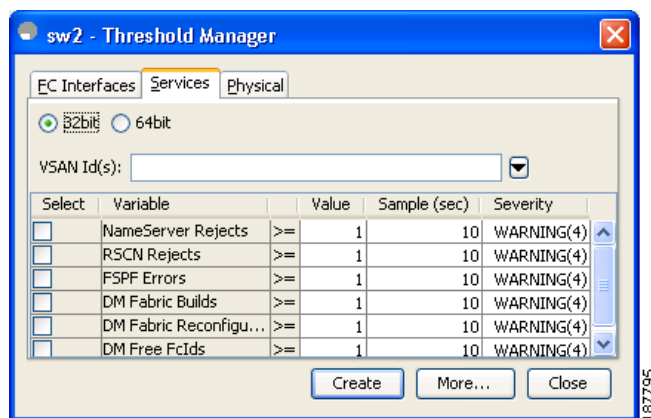 sw2 - Threshold Manager
FC Interfaces Services Physical
32bit 64bit
VSAN Id(s):
Select Variable Value Sample (sec) Severity
NameServer Rejects >= 1 10 WARNING(4)
RSCN Rejects >= 1 10 WARNING(4)
FSPF Errors >= 1 10 WARNING(4)
DM Fabric Builds >= 1 10 WARNING(4)
DM Fabric Reconfigu... >= 1 10 WARNING(4)
DM Free FcIds >= 1 10 WARNING(4)
Create More... Close